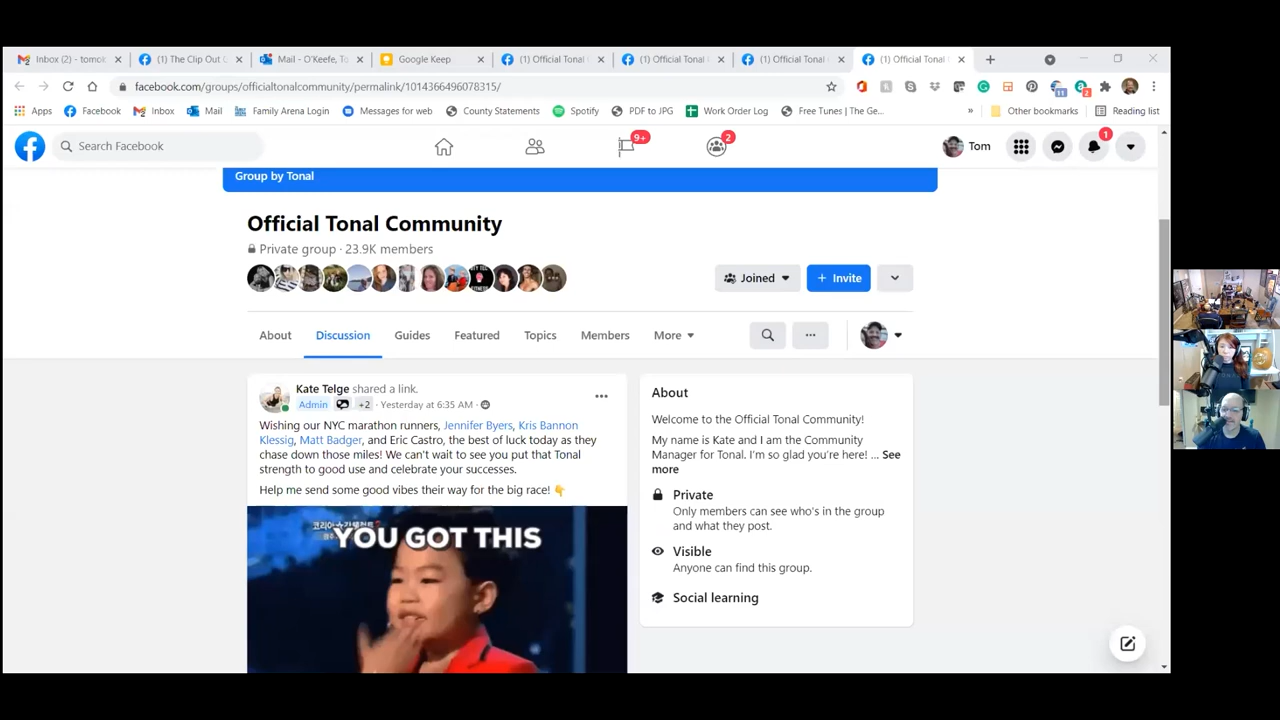 Inbox (2) - tomok
(1) The Clip Out C
Mail - O'Keefe, To
Google Keep
(1) Official Tonal
(1) Official Tonal
(1) Official Tonal
(1) Official Tonal
facebook.com/groups/officialtonalcommunity/permalink/1014366496078315/
Apps
Facebook
Inbox
Mail
Family Arena Login
Messages for web
County Statements
Spotify
PDF to JPG
Work Order Log
Free Tunes | The Ge...
»
Other bookmarks
Reading list
Search Facebook
9+
2
Tom
1
Group by Tonal
Official Tonal Community
Private group · 23.9K members
Joined
+ Invite
About
Discussion
Guides
Featured
Topics
Members
More
Kate Telge shared a link.
Admin +2 · Yesterday at 6:35 AM ·
Wishing our NYC marathon runners, Jennifer Byers, Kris Bannon
Klessig, Matt Badger, and Eric Castro, the best of luck today as they
chase down those miles! We can't wait to see you put that Tonal
strength to good use and celebrate your successes.
Help me send some good vibes their way for the big race! 👇
YOU GOT THIS
About
Welcome to the Official Tonal Community!
My name is Kate and I am the Community
Manager for Tonal. I'm so glad you're here! ... See
more
Private
Only members can see who's in the group
and what they post.
Visible
Anyone can find this group.
Social learning